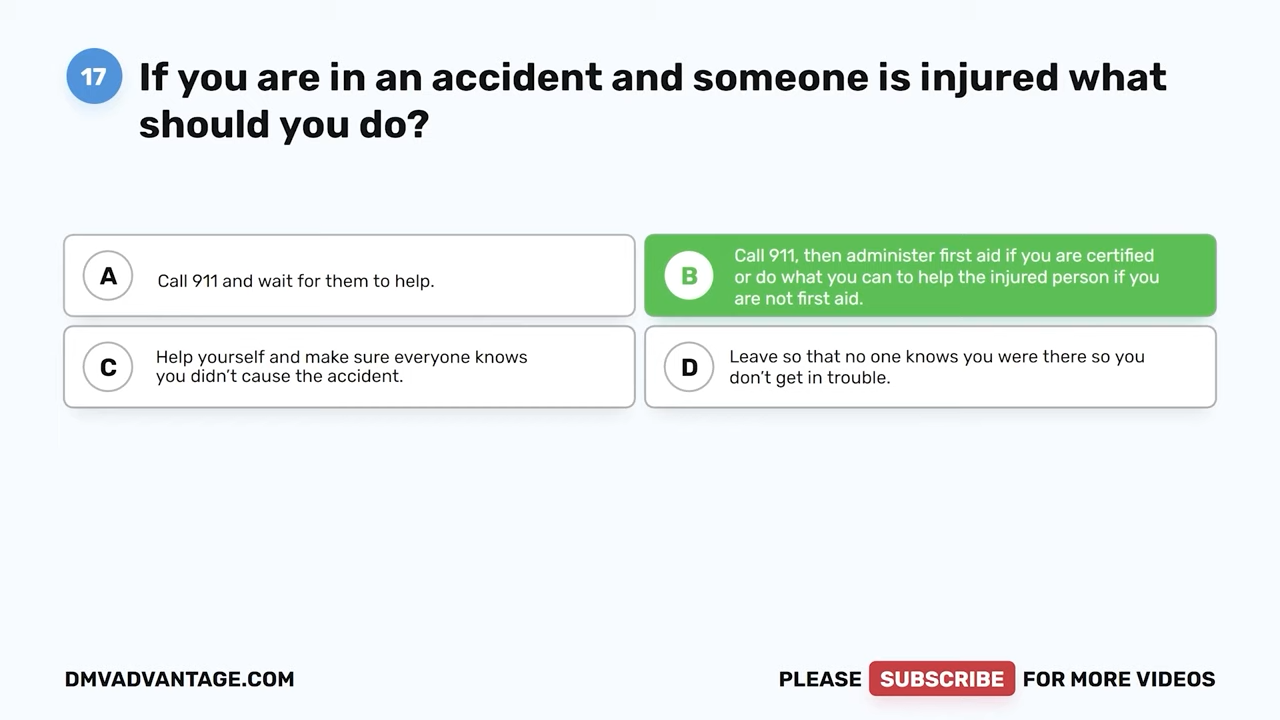 17
If you are in an accident and someone is injured what
should you do?
A
Call 911 and wait for them to help.
B
Call 911, then administer first aid if you are certified
or do what you can to help the injured person if you
are not first aid.
C
Help yourself and make sure everyone knows
you didn’t cause the accident.
D
Leave so that no one knows you were there so you
don’t get in trouble.
DMVADVANTAGE.COM
PLEASE SUBSCRIBE FOR MORE VIDEOS